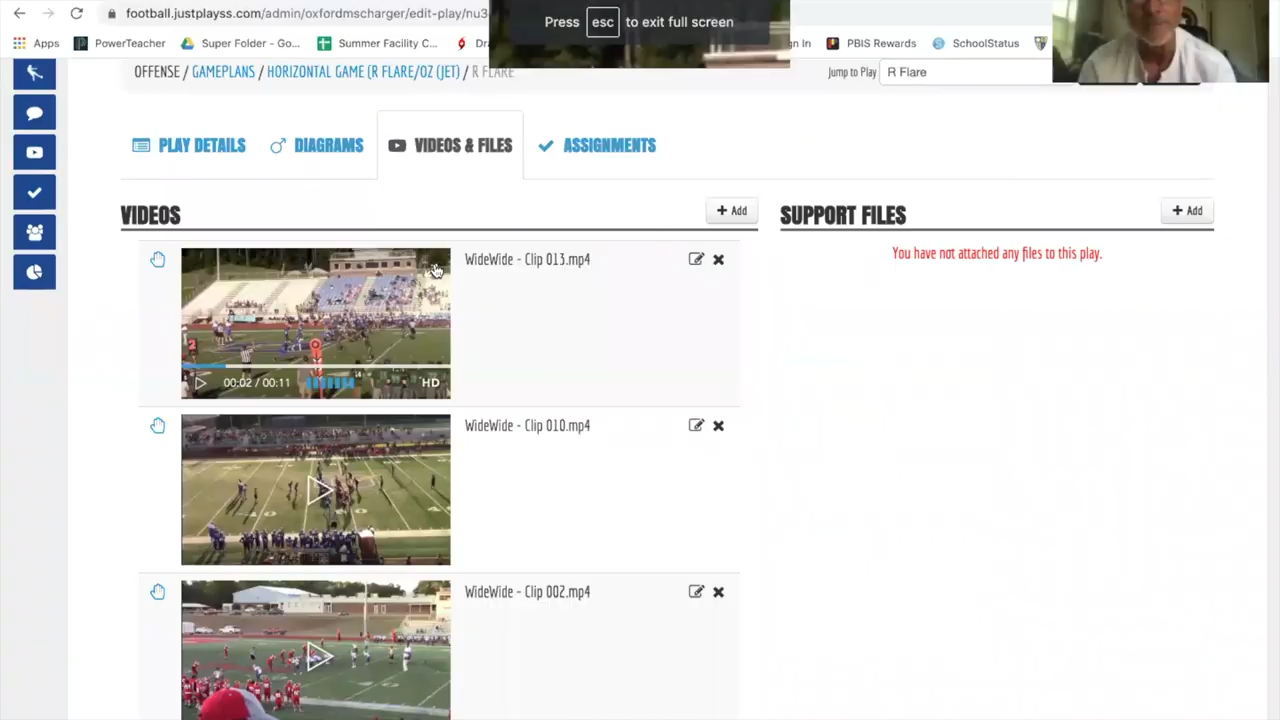 football.justplayss.com/admin/oxfordmscharger/edit-play/nu3
Press esc to exit full screen
Apps PowerTeacher Super Folder - Go... Summer Facility C... Dra
n In PBIS Rewards SchoolStatus
OFFENSE / GAMEPLANS / HORIZONTAL GAME (R FLARE/OZ (JET) / R FLARE
Jump to Play R Flare
PLAY DETAILS DIAGRAMS VIDEOS & FILES ASSIGNMENTS
VIDEOS + Add
SUPPORT FILES + Add
You have not attached any files to this play.
WideWide - Clip 013.mp4
00:02 / 00:11 HD
WideWide - Clip 010.mp4
WideWide - Clip 002.mp4